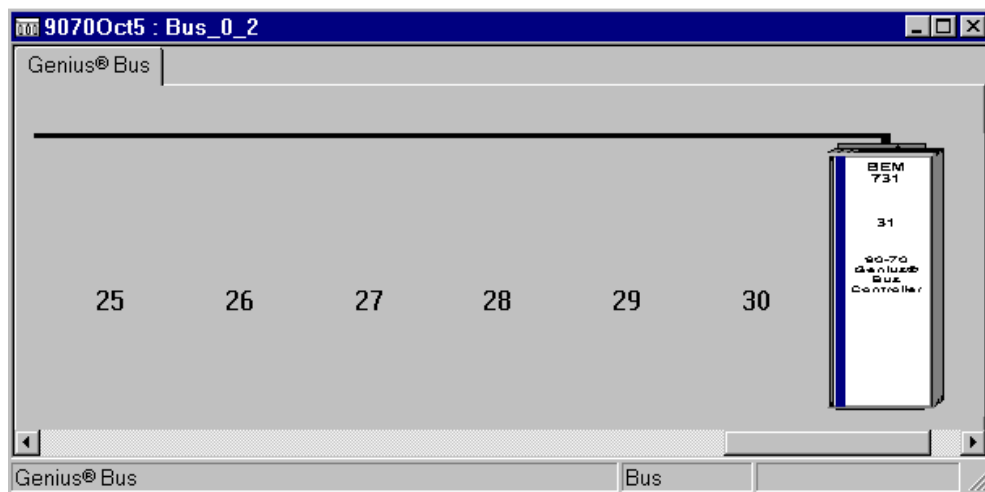 9070Oct5 : Bus_0_2
Genius® Bus
BEM
731
31
90-70
Genius®
Bus
Controller
25 26 27 28 29 30
Genius® Bus Bus